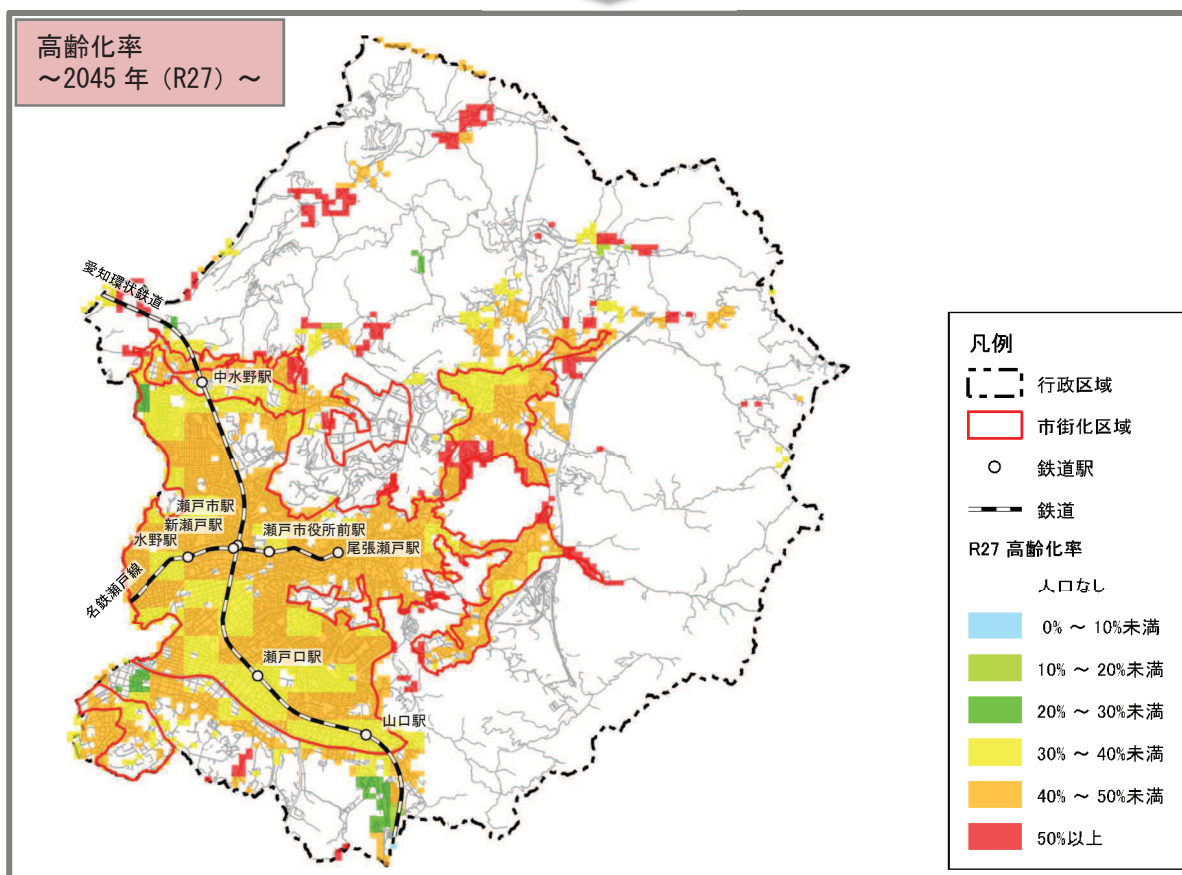 高齢化率
～2045 年（R27）～
愛知環状鉄道
中水野駅
瀬戸市駅
新瀬戸駅
水野駅
瀬戸市役所前駅
尾張瀬戸駅
名鉄瀬戸線
瀬戸口駅
山口駅
凡例
行政区域
市街化区域
鉄道駅
鉄道
R27 高齢化率
人口なし
0% ～ 10%未満
10% ～ 20%未満
20% ～ 30%未満
30% ～ 40%未満
40% ～ 50%未満
50%以上